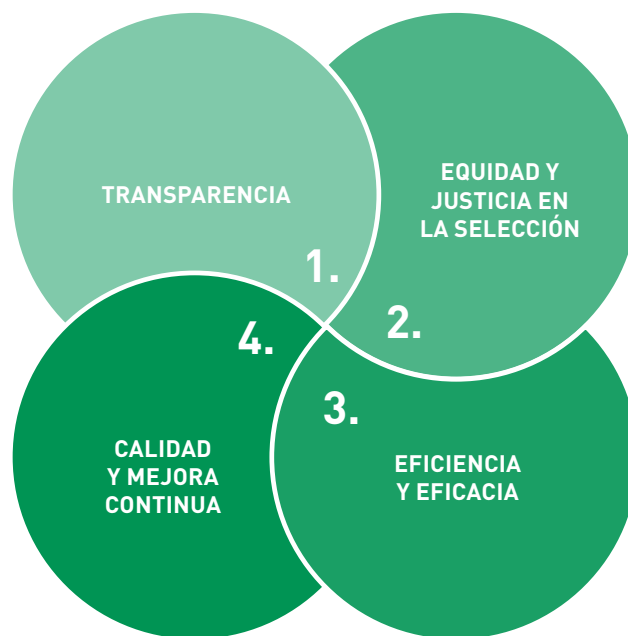 TRANSPARENCIA
1.
EQUIDAD Y
JUSTICIA EN
LA SELECCIÓN
2.
3.
EFICIENCIA
Y EFICACIA
4.
CALIDAD
Y MEJORA
CONTINUA